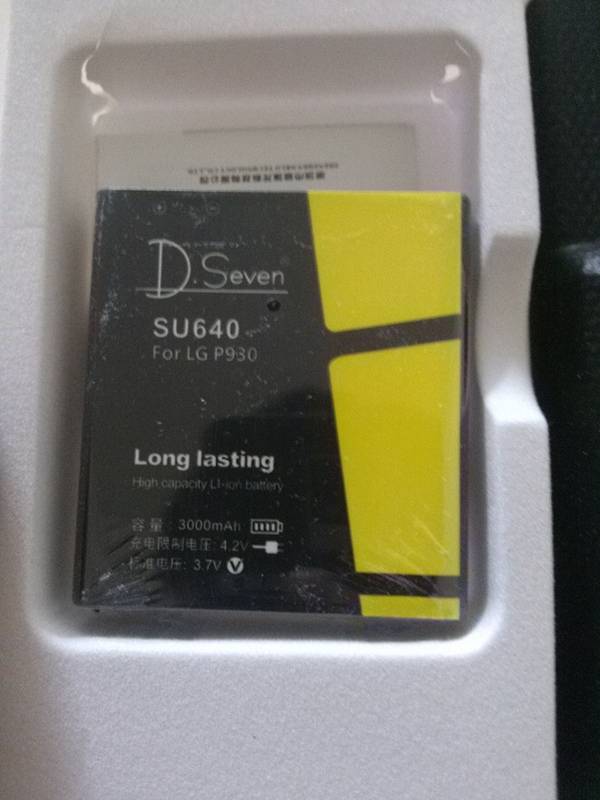 D.Seven
SU640
For LG P930
Long lasting
High capacity LI-ion battery
容量: 3000mAh
充电限制电压: 4.2V
标准电压: 3.7V